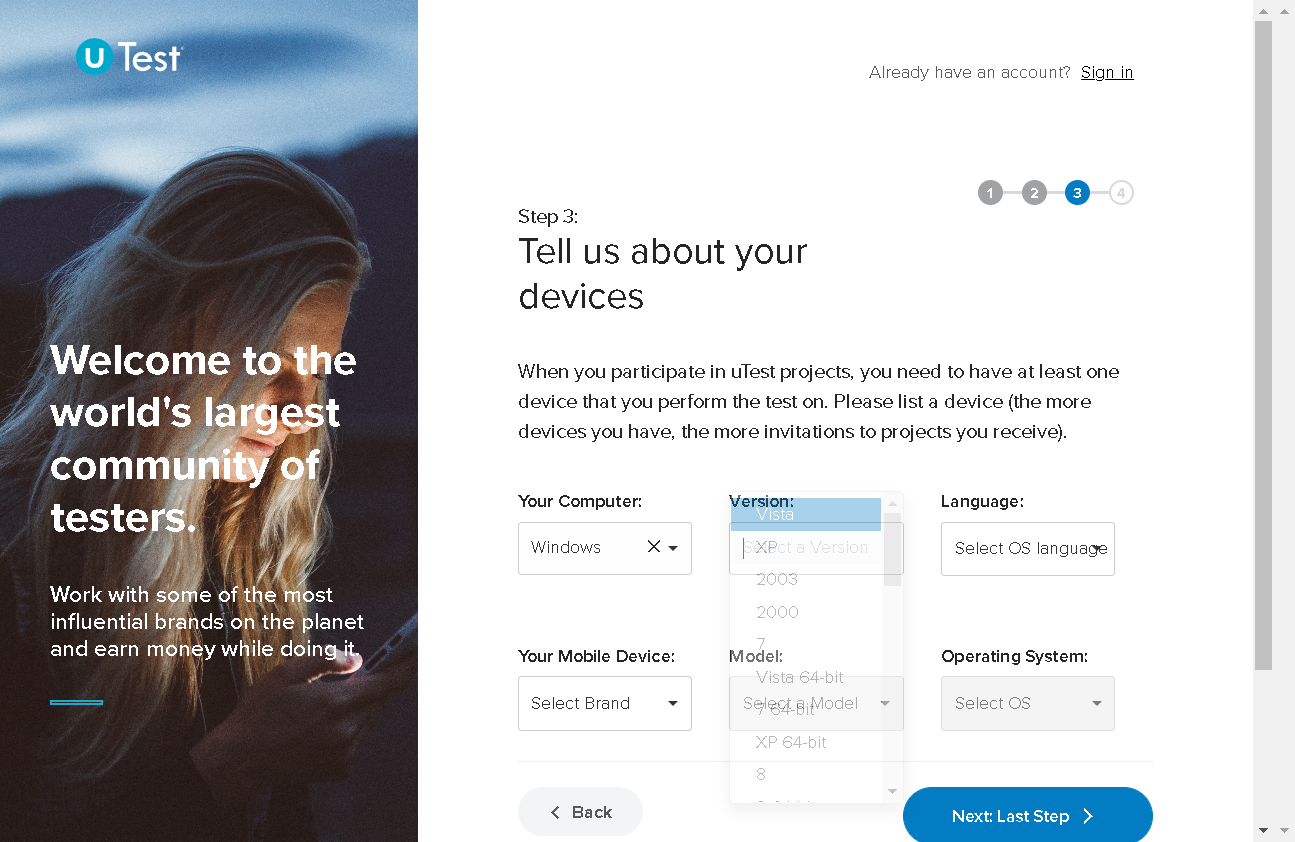 U Test
Already have an account? Sign in
1 2 3 4
Step 3:
Tell us about your
devices
Welcome to the
world's largest
community of
testers.
Work with some of the most
influential brands on the planet
and earn money while doing it.
When you participate in uTest projects, you need to have at least one
device that you perform the test on. Please list a device (the more
devices you have, the more invitations to projects you receive).
Your Computer:
Windows
Version:
Select a Version
Vista
XP
2003
2000
7
Vista 64-bit
7 64-bit
XP 64-bit
8
Language:
Select OS language
Your Mobile Device:
Select Brand
Model:
Select a Model
Operating System:
Select OS
Back
Next: Last Step